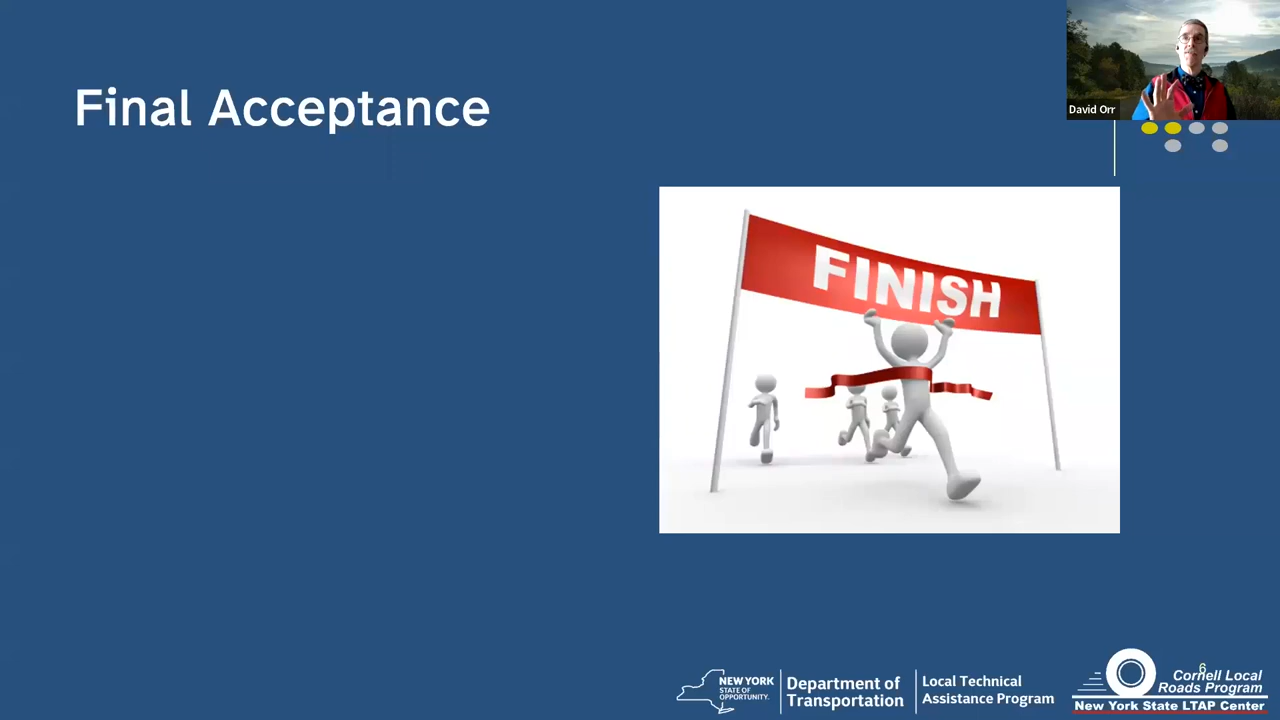 Final Acceptance
David Orr
FINISH
NEW YORK
STATE OF
OPPORTUNITY.
Department of
Transportation
Local Technical
Assistance Program
6
Cornell Local
Roads Program
New York State LTAP Center